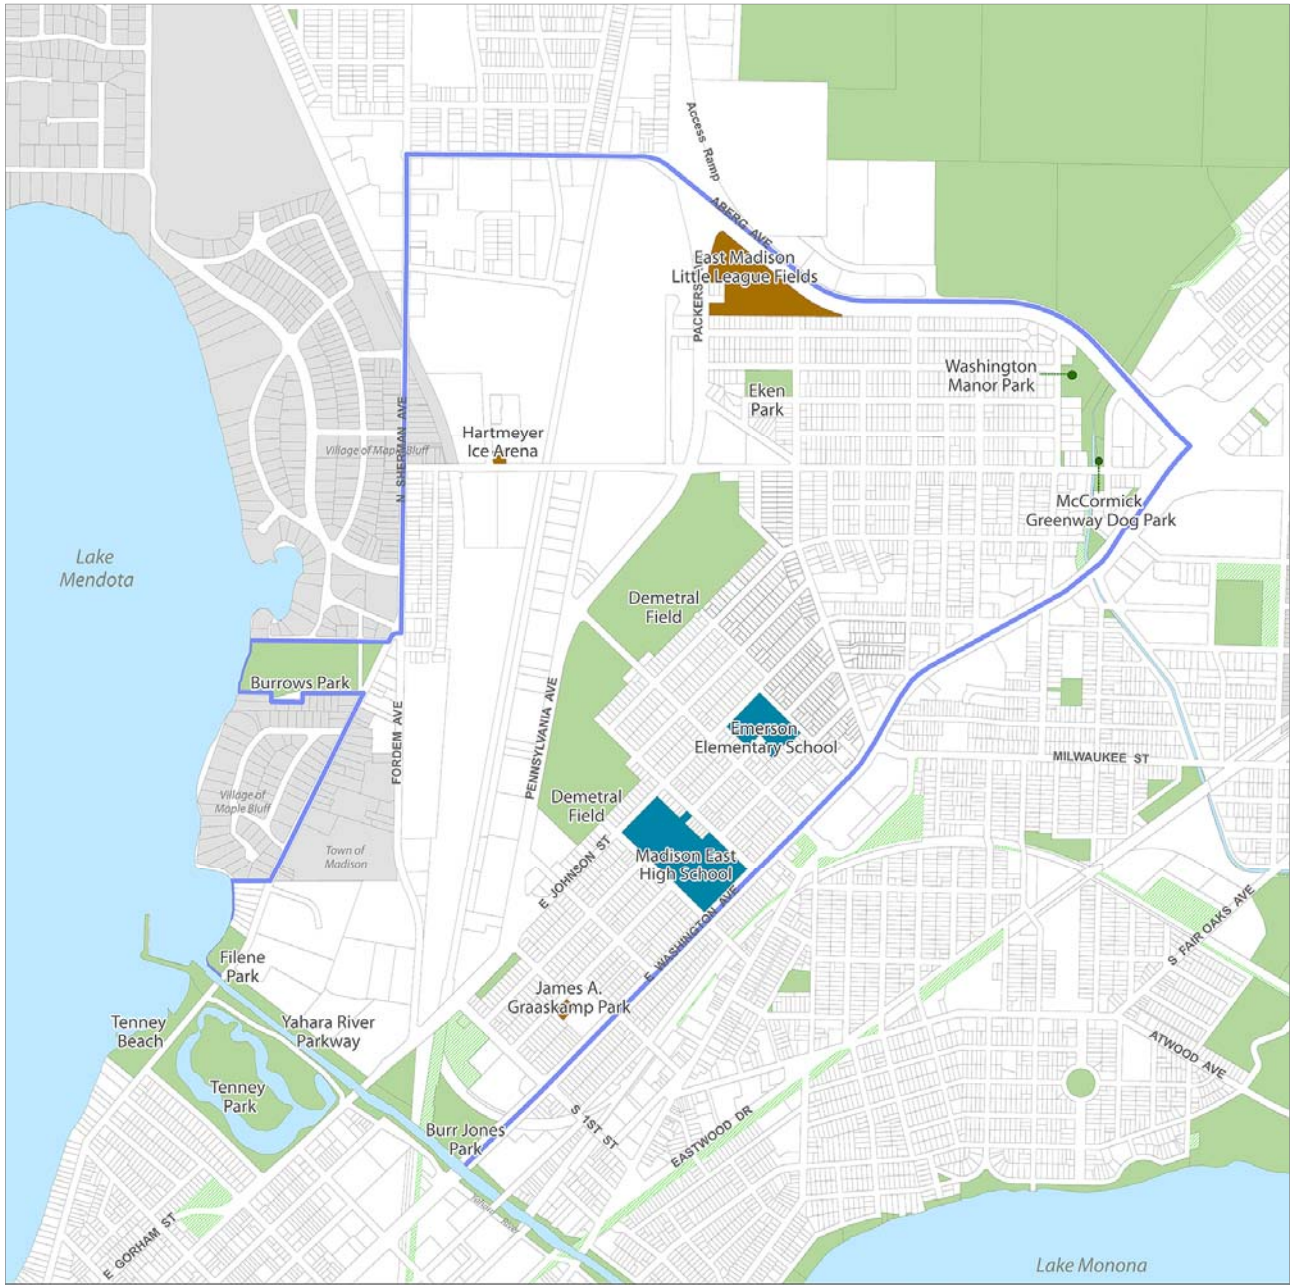 Access Ramp
ABERG AVE
East Madison
Little League Fields
PACKERS AVE
Washington
Manor Park
Eken
Park
N SHERMAN AVE
Hartmeyer
Ice Arena
Village of Maple Bluff
McCormick
Greenway Dog Park
Lake
Mendota
Demetral
Field
Burrows Park
FORDEM AVE
PENNSYLVANIA AVE
Emerson
Elementary School
MILWAUKEE ST
Village of
Maple Bluff
Demetral
Field
Town of
Madison
Madison East
High School
E JOHNSON ST
E WASHINGTON AVE
S FAIR OAKS AVE
Filene
Park
James A.
Graaskamp Park
Tenney
Beach
Yahara River
Parkway
ATWOOD AVE
Tenney
Park
Burr Jones
Park
S 1ST ST
EASTWOOD DR
Yahara River
E GORHAM ST
Lake Monona